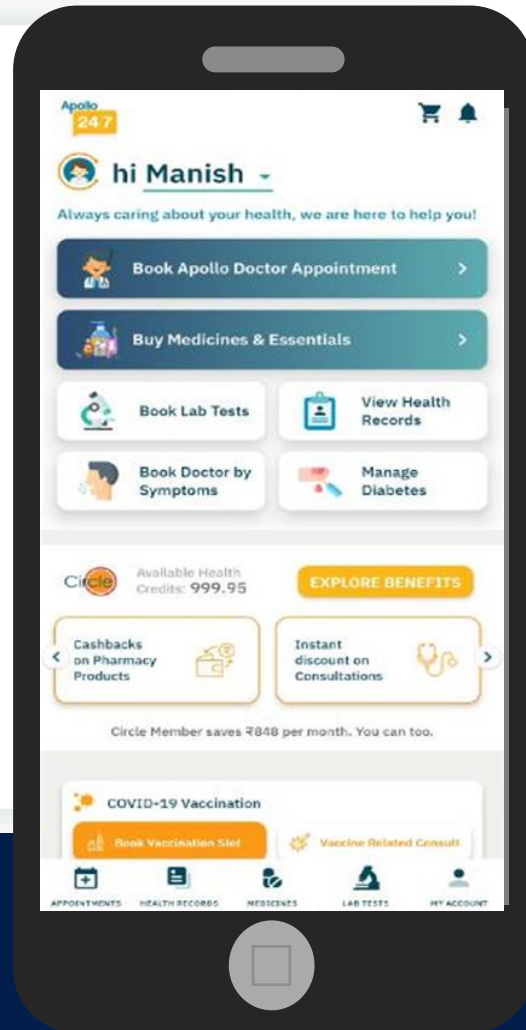 Apollo
24 7
hi Manish
Always caring about your health, we are here to help you!
Book Apollo Doctor Appointment
Buy Medicines & Essentials
Book Lab Tests
View Health
Records
Book Doctor by
Symptoms
Manage
Diabetes
Circle
Available Health
Credits: 999.95
EXPLORE BENEFITS
Cashbacks
on Pharmacy
Products
Instant
discount on
Consultations
Circle Member saves ₹848 per month. You can too.
COVID-19 Vaccination
Book Vaccination Slot
Vaccine Related Consult
APPOINTMENTS
HEALTH RECORDS
MEDICINES
LAB TESTS
MY ACCOUNT